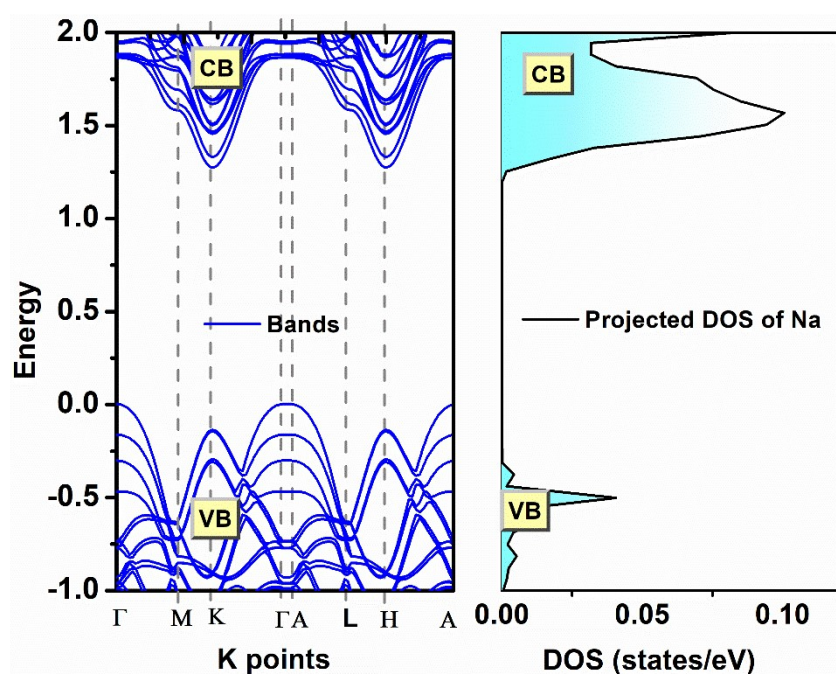 2.0
1.5
1.0
0.5
0.0
-0.5
-1.0
Energy
CB
Bands
VB
Γ M K Γ A L H A
K points
CB
Projected DOS of Na
VB
0.00 0.05 0.10
DOS (states/eV)